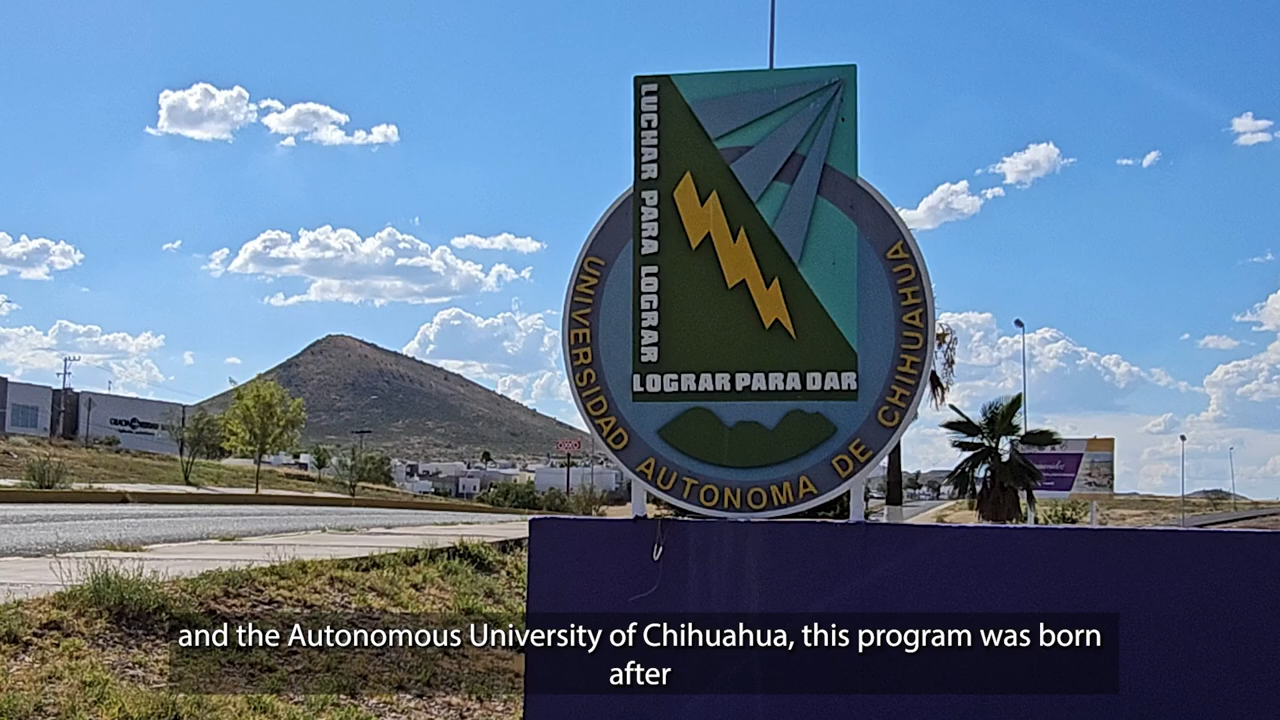 LUCHAR PARA LOGRAR
LOGRAR PARA DAR
UNIVERSIDAD AUTONOMA DE CHIHUAHUA
and the Autonomous University of Chihuahua, this program was born
after